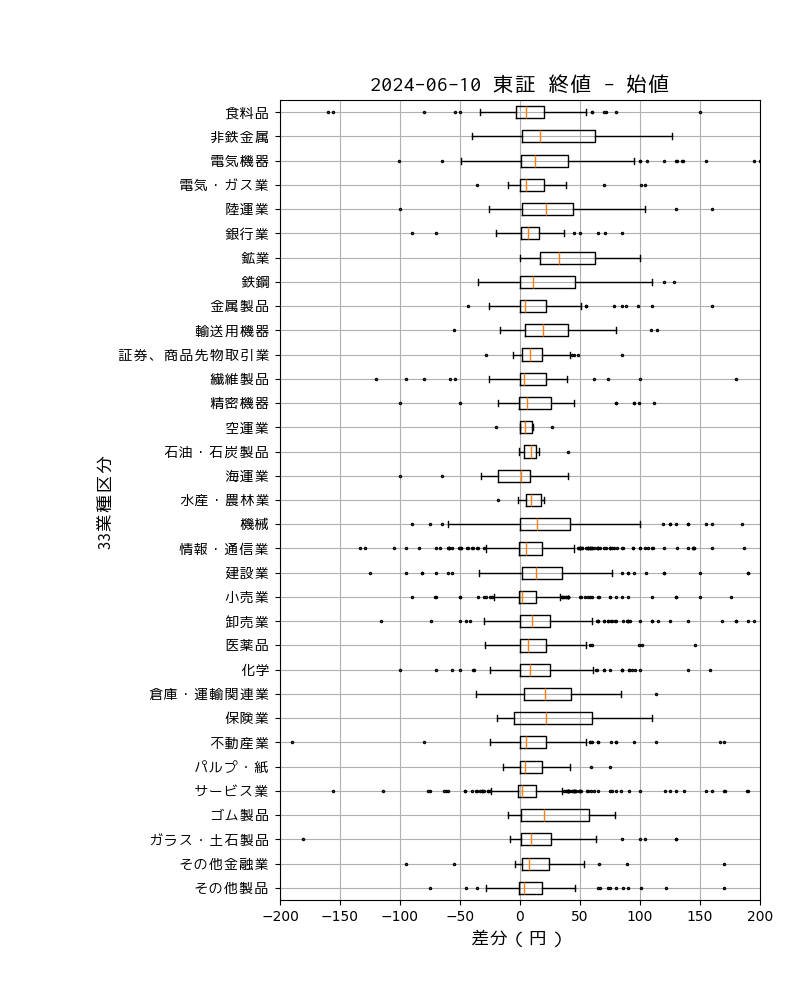 2024-06-10 東証 終値 - 始値
食料品
非鉄金属
電気機器
電気・ガス業
陸運業
銀行業
鉱業
鉄鋼
金属製品
輸送用機器
証券、商品先物取引業
繊維製品
精密機器
空運業
石油・石炭製品
海運業
水産・農林業
機械
情報・通信業
建設業
小売業
卸売業
医薬品
化学
倉庫・運輸関連業
保険業
不動産業
パルプ・紙
サービス業
ゴム製品
ガラス・土石製品
その他金融業
その他製品
33業種区分
−200 −150 −100 −50 0 50 100 150 200
差分(円)